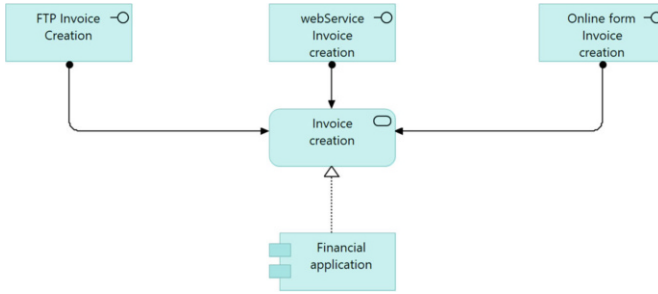 FTP Invoice
Creation
webService
Invoice
creation
Online form
Invoice
creation
Invoice
creation
Financial
application